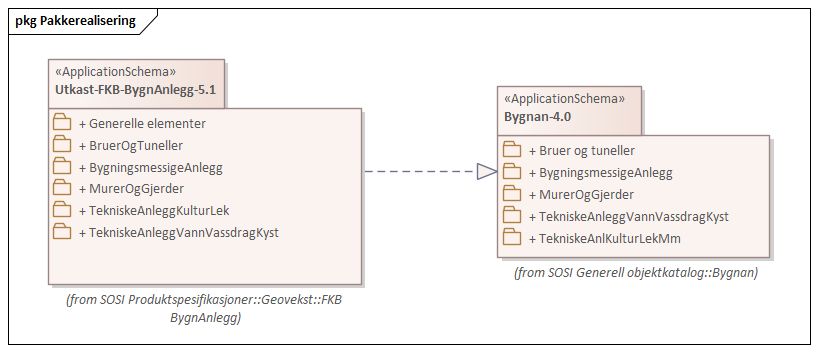 pkg Pakkerealisering
«ApplicationSchema»
Utkast-FKB-BygnAnlegg-5.1
+ Generelle elementer
+ BruerOgTuneller
+ BygningsmessigeAnlegg
+ MurerOgGjerder
+ TekniskeAnleggKulturLek
+ TekniskeAnleggVannVassdragKyst
(from SOSI Produktspesifikasjoner::Geovekst::FKB
BygnAnlegg)
«ApplicationSchema»
Bygnan-4.0
+ Bruer og tuneller
+ BygningsmessigeAnlegg
+ MurerOgGjerder
+ TekniskeAnleggVannVassdragKyst
+ TekniskeAnlKulturLekMm
(from SOSI Generell objektkatalog::Bygnan)